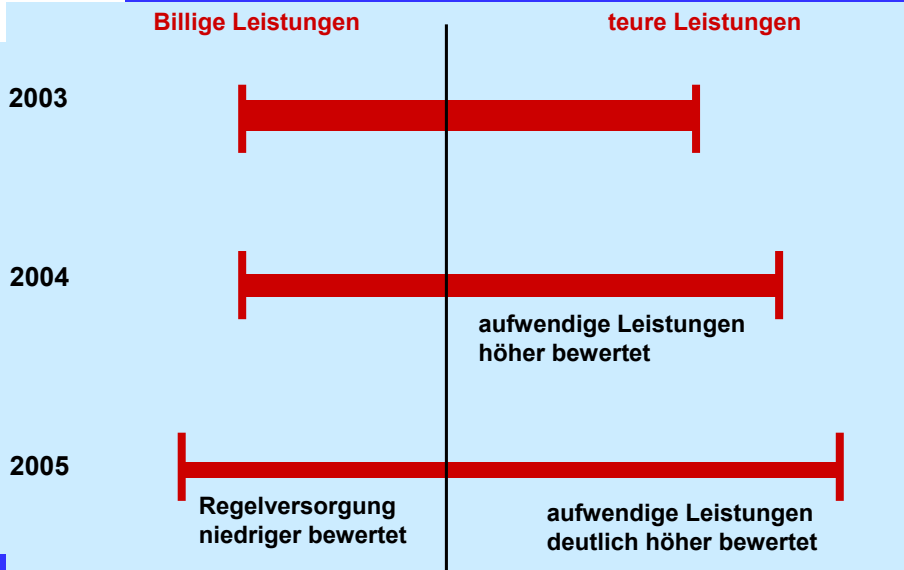 Billige Leistungen
teure Leistungen
2003
2004
aufwendige Leistungen
höher bewertet
2005
Regelversorgung
niedriger bewertet
aufwendige Leistungen
deutlich höher bewertet